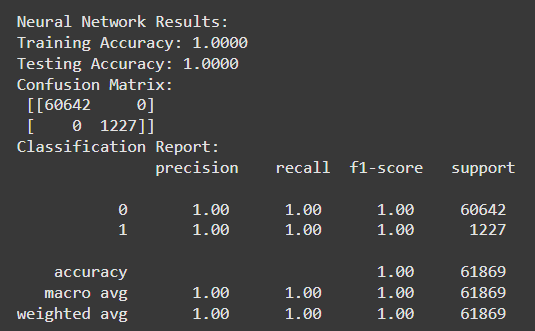 Neural Network Results:
Training Accuracy: 1.0000
Testing Accuracy: 1.0000
Confusion Matrix:
[[60642     0]
[    0  1227]]
Classification Report:
precision    recall  f1-score   support
0       1.00      1.00      1.00     60642
1       1.00      1.00      1.00      1227
accuracy                           1.00     61869
macro avg       1.00      1.00      1.00     61869
weighted avg       1.00      1.00      1.00     61869